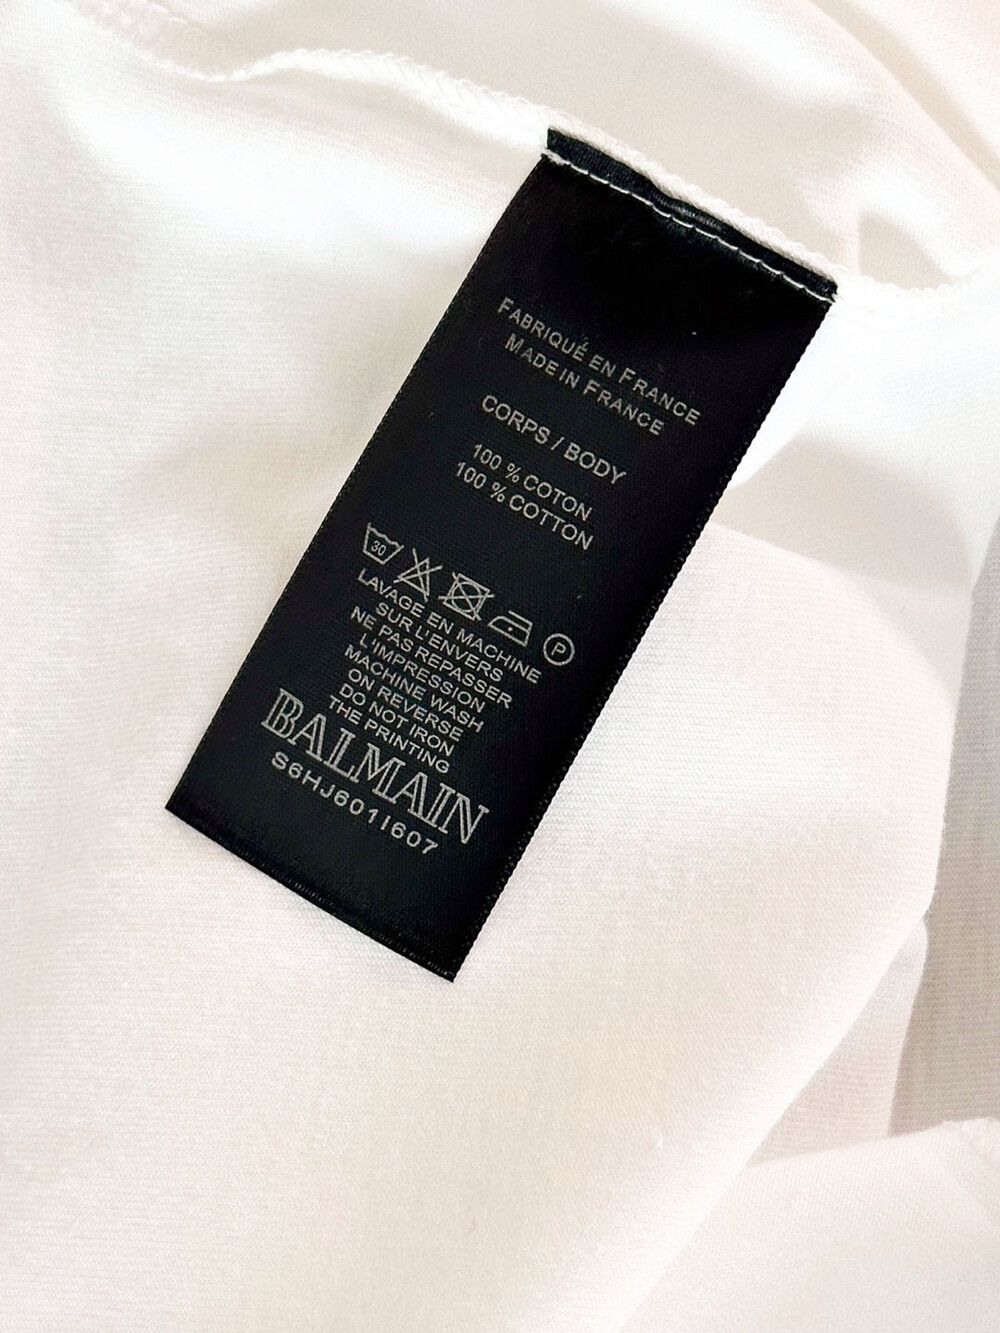 FABRIQUÉ EN FRANCE
MADE IN FRANCE
CORPS / BODY
100 % COTON
100 % COTTON
30
P
LAVAGE EN MACHINE
SUR L'ENVERS
NE PAS REPASSER
L'IMPRESSION
MACHINE WASH
ON REVERSE
DO NOT IRON
THE PRINTING
BALMAIN
S6HJ601I607